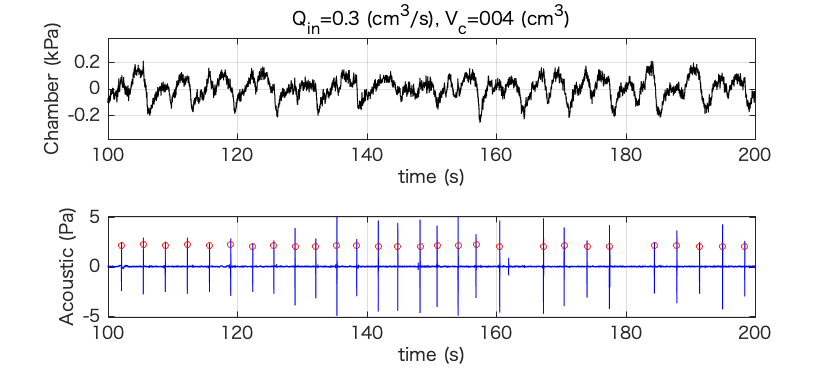 Q_in=0.3 (cm^3/s), V_c=004 (cm^3)
Chamber (kPa)
0.2
0
-0.2
100 120 140 160 180 200
time (s)
Acoustic (Pa)
5
0
-5
100 120 140 160 180 200
time (s)